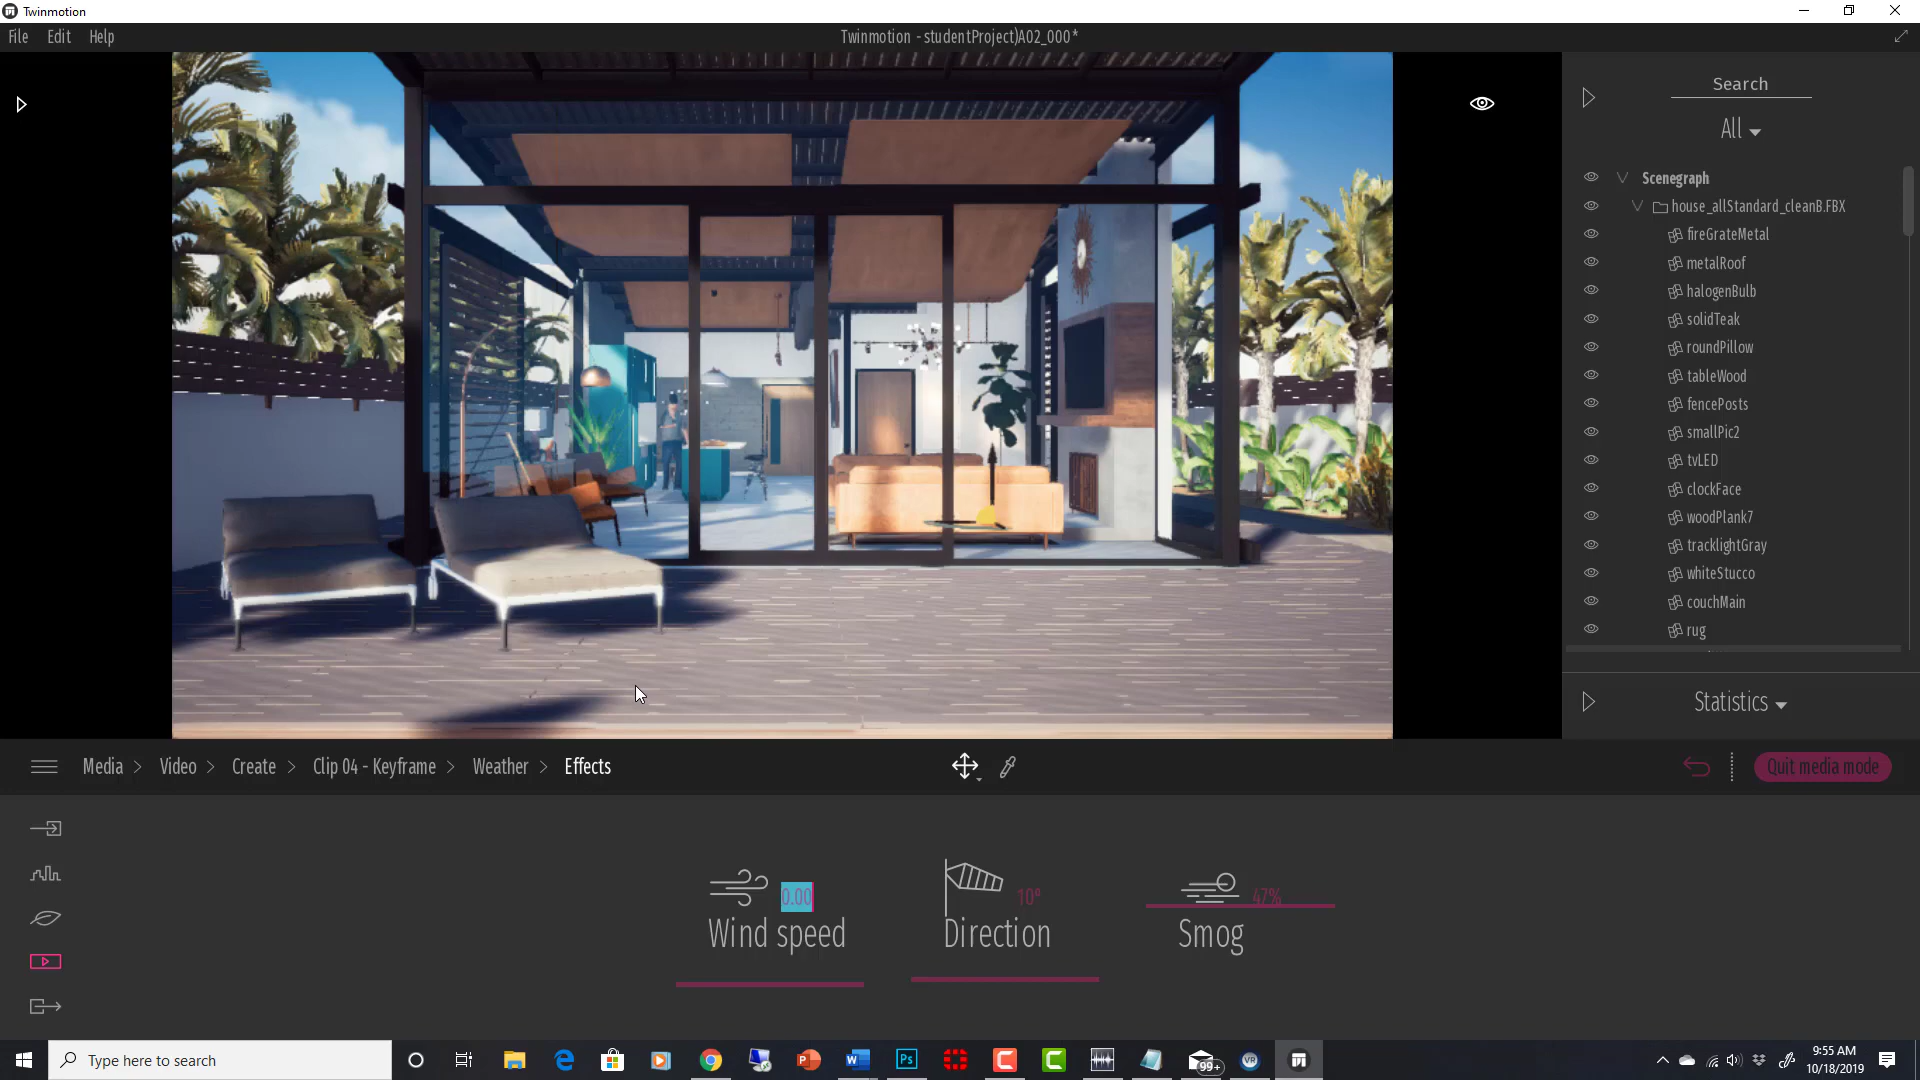 Twinmotion
File Edit Help
Twinmotion - studentProject)A02_000*
Search
All
Scenegraph
house_allStandard_cleanB.FBX
fireGrateMetal
metalRoof
halogenBulb
solidTeak
roundPillow
tableWood
fencePosts
smallPic2
tvLED
clockFace
woodPlank7
tracklightGray
whiteStucco
couchMain
rug
Statistics
Media > Video > Create > Clip 04 - Keyframe > Weather > Effects
Quit media mode
0.00
Wind speed
10°
Direction
47%
Smog
Type here to search
99+
9:55 AM
10/18/2019